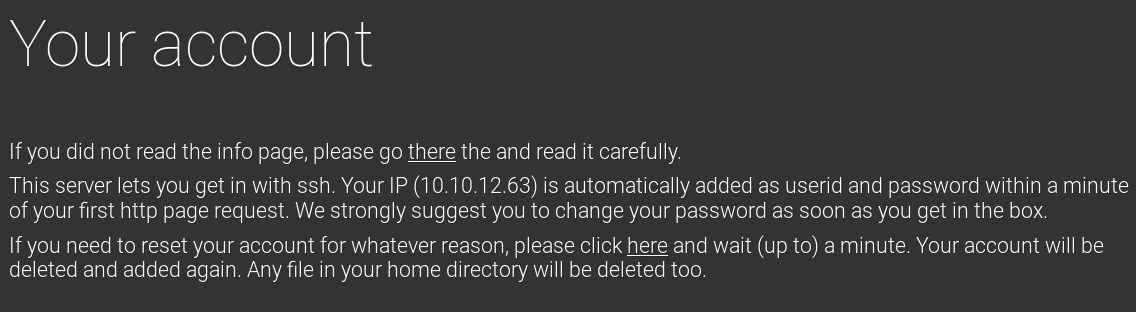 Your account
If you did not read the info page, please go there the and read it carefully.
This server lets you get in with ssh. Your IP (10.10.12.63) is automatically added as userid and password within a minute
of your first http page request. We strongly suggest you to change your password as soon as you get in the box.
If you need to reset your account for whatever reason, please click here and wait (up to) a minute. Your account will be
deleted and added again. Any file in your home directory will be deleted too.